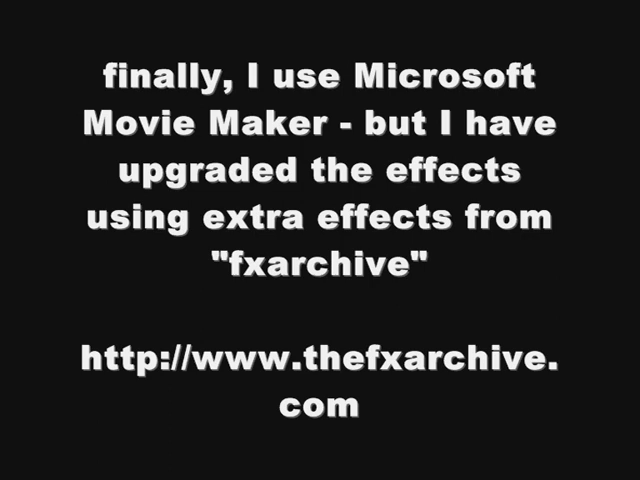 finally, I use Microsoft
Movie Maker - but I have
upgraded the effects
using extra effects from
"fxarchive"
http://www.thefxarchive.
com